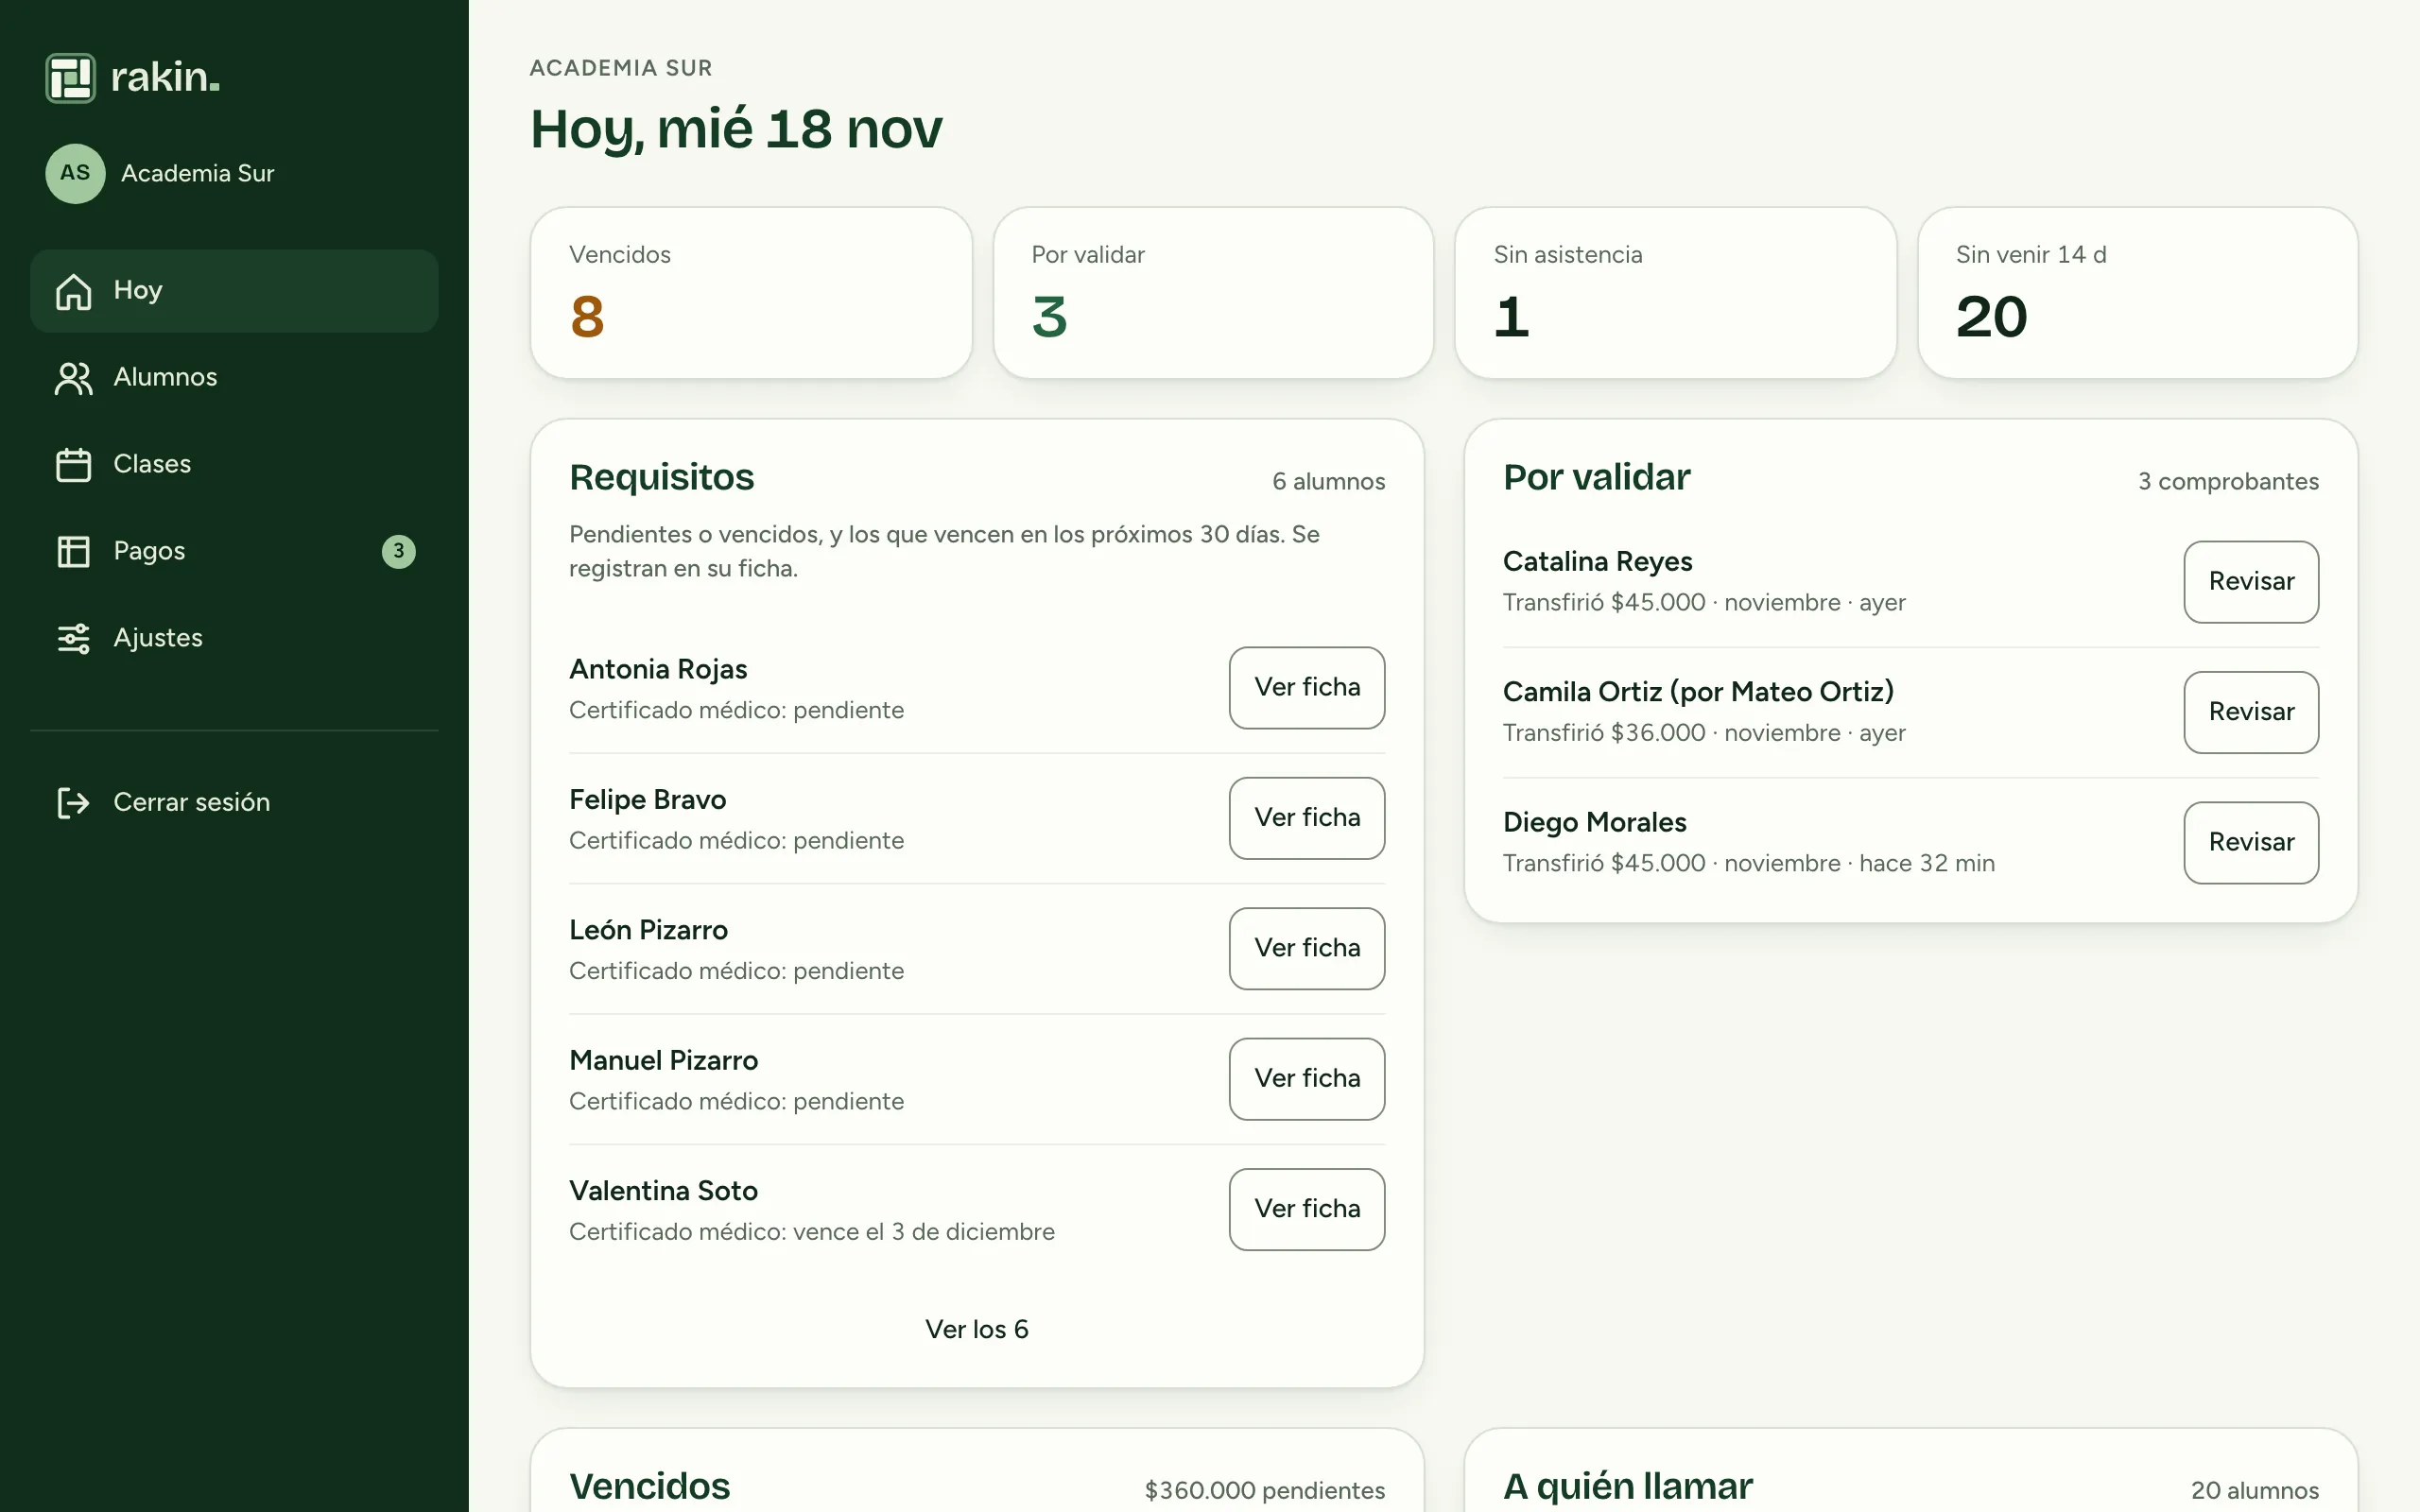 rakin.
AS Academia Sur
Hoy
Alumnos
Clases
Pagos 3
Ajustes
Cerrar sesión
ACADEMIA SUR
Hoy, mié 18 nov
Vencidos
8
Por validar
3
Sin asistencia
1
Sin venir 14 d
20
Requisitos 6 alumnos
Pendientes o vencidos, y los que vencen en los próximos 30 días. Se
registran en su ficha.
Antonia Rojas
Certificado médico: pendiente
Ver ficha
Felipe Bravo
Certificado médico: pendiente
Ver ficha
León Pizarro
Certificado médico: pendiente
Ver ficha
Manuel Pizarro
Certificado médico: pendiente
Ver ficha
Valentina Soto
Certificado médico: vence el 3 de diciembre
Ver ficha
Ver los 6
Por validar 3 comprobantes
Catalina Reyes
Transfirió $45.000 · noviembre · ayer
Revisar
Camila Ortiz (por Mateo Ortiz)
Transfirió $36.000 · noviembre · ayer
Revisar
Diego Morales
Transfirió $45.000 · noviembre · hace 32 min
Revisar
Vencidos $360.000 pendientes
A quién llamar 20 alumnos